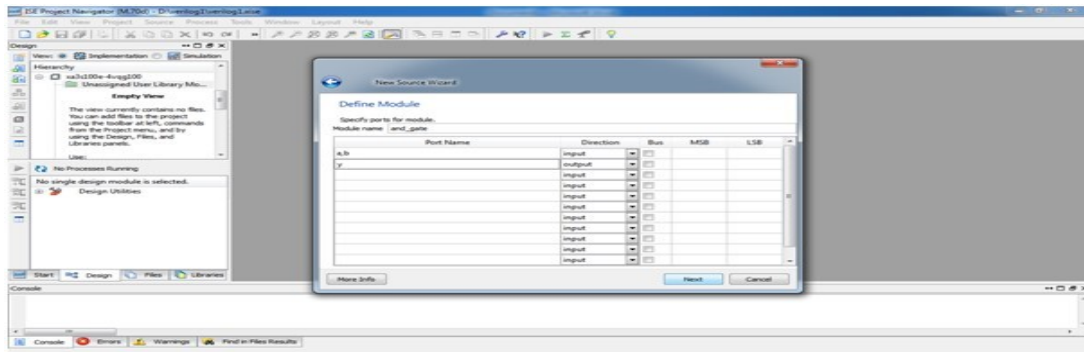 ISE Project Navigator (M.70d) - D:\verilog1\verilog1.xise
File Edit View Project Source Process Tools Window Layout Help
Design
View: Implementation Simulation
Hierarchy
xa3s100e-4vqg100
Unassigned User Library Mo...
Empty View
The view currently contains no files.
You can add files to the project
using the toolbar at left, commands
from the Project menu, and by
using the Design, Files, and
Libraries panels.
Use:
No Processes Running
No single design module is selected.
Design Utilities
Start Design Files Libraries
New Source Wizard
Define Module
Specify ports for module.
Module name and_gate
Port Name Direction Bus MSB LSB
a,b input
y output
input
input
input
input
input
input
input
input
More Info Next Cancel
Console
Console Errors Warnings Find in Files Results